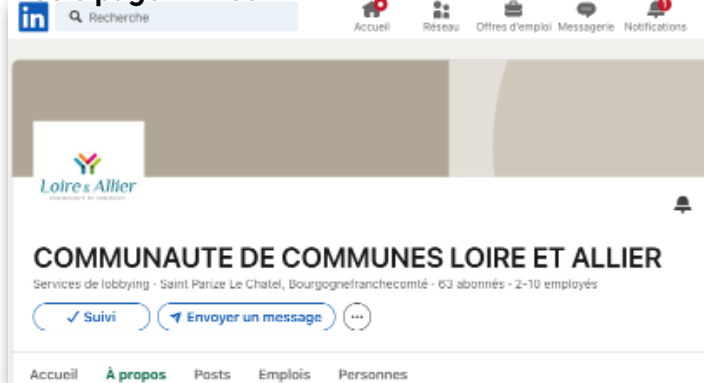 in Recherche
Accueil Réseau Offres d'emploi Messagerie Notifications
Loire & Allier
COMMUNAUTE DE COMMUNES LOIRE ET ALLIER
Services de lobbying · Saint Parize Le Chatel, Bourgognefranchecomté · 63 abonnés · 2-10 employés
✓ Suivi Envoyer un message ...
Accueil À propos Posts Emplois Personnes